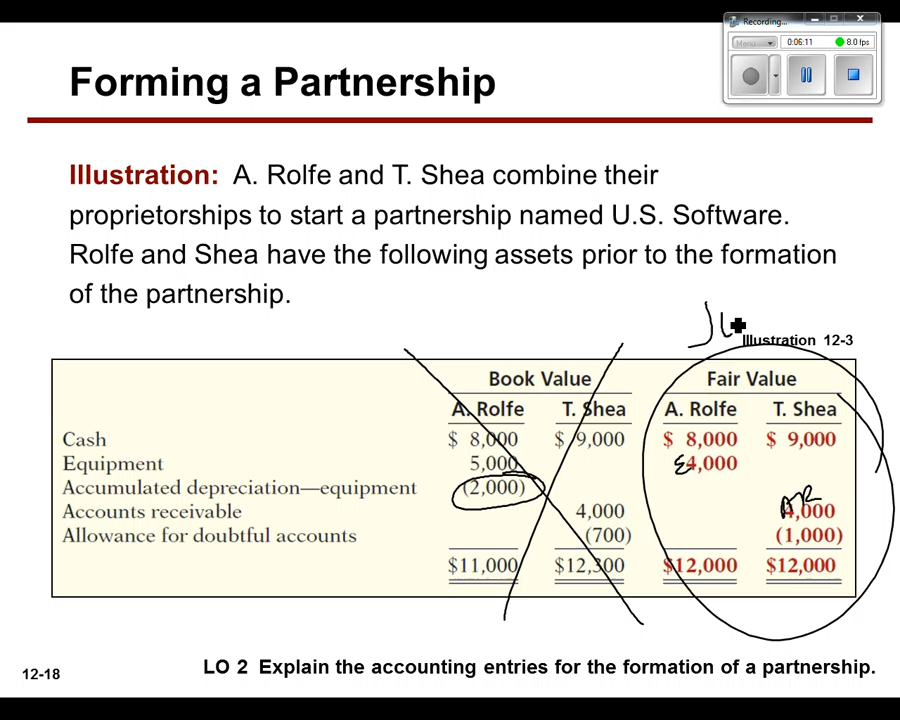 Recording...
Menu
0:06:11
8.0 fps
Forming a Partnership
Illustration: A. Rolfe and T. Shea combine their
proprietorships to start a partnership named U.S. Software.
Rolfe and Shea have the following assets prior to the formation
of the partnership.
Illustration 12-3
Book Value Fair Value
A. Rolfe T. Shea A. Rolfe T. Shea
Cash $ 8,000 $ 9,000 $ 8,000 $ 9,000
Equipment 5,000 4,000
Accumulated depreciation—equipment (2,000)
Accounts receivable 4,000 4,000
Allowance for doubtful accounts (700) (1,000)
$11,000 $12,300 $12,000 $12,000
12-18
LO 2 Explain the accounting entries for the formation of a partnership.